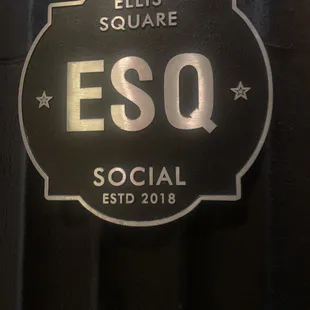 ELLIS
SQUARE
ESQ
SOCIAL
ESTD 2018